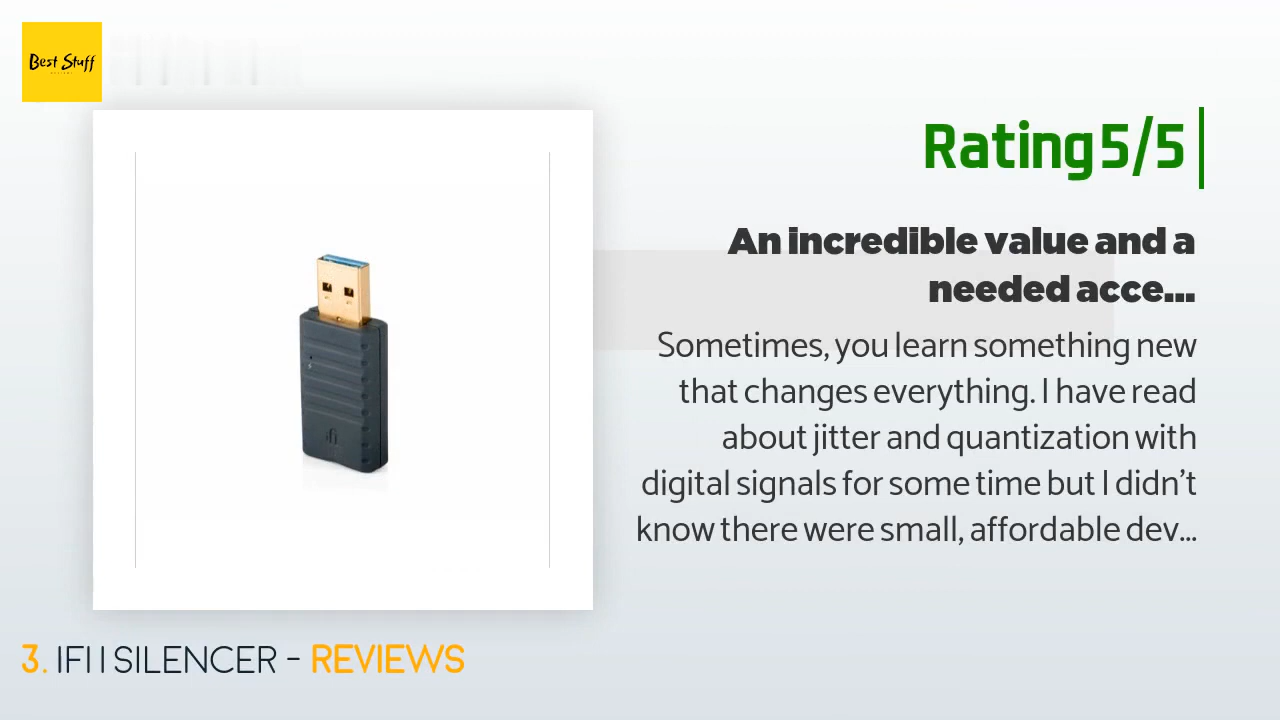 Best Stuff
Rating 5/5
An incredible value and a
needed acce...
Sometimes, you learn something new
that changes everything. I have read
about jitter and quantization with
digital signals for some time but I didn't
know there were small, affordable dev...
ifi
3. IFI I SILENCER - REVIEWS